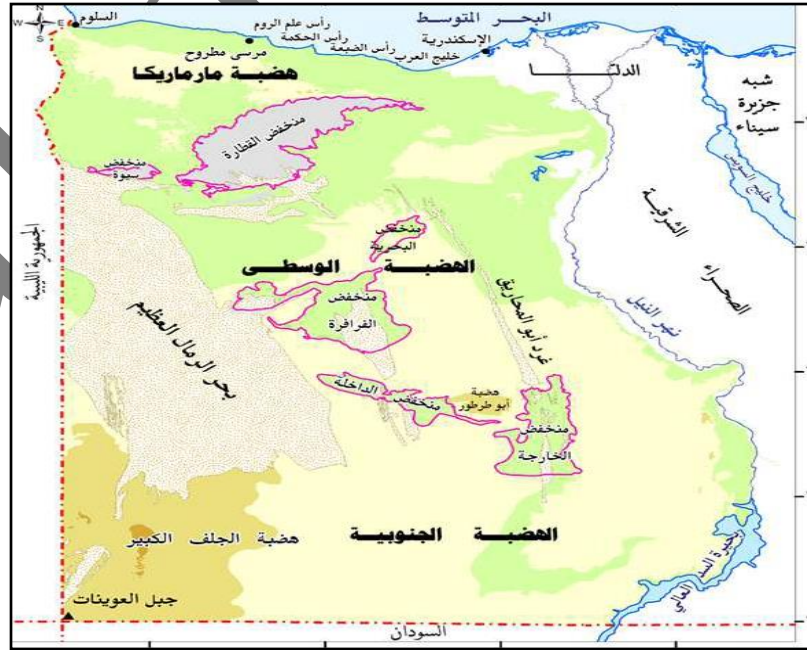 البحر المتوسط
السلوم
N
W E
S
رأس علم الروم
رأس الحكمة
رأس الضبعة
مرسى مطروح
الإسكندرية
خليج العرب
الدلتا
شبه
جزيرة
سيناء
هضبة مارماريكا
منخفض القطارة
منخفض
سيوة
خليج السويس
الصحراء الشرقية
منخفض
البحرية
الهضبة الوسطى
الجمهورية الليبية
منخفض
الفرافرة
غرد أبو المحاريق
نهر النيل
بحر الرمال العظيم
منخفض الداخلة
هضبة
أبو طرطور
منخفض
الخارجة
الهضبة الجنوبية
هضبة الجلف الكبير
بحيرة السد العالي
جبل العوينات
السودان